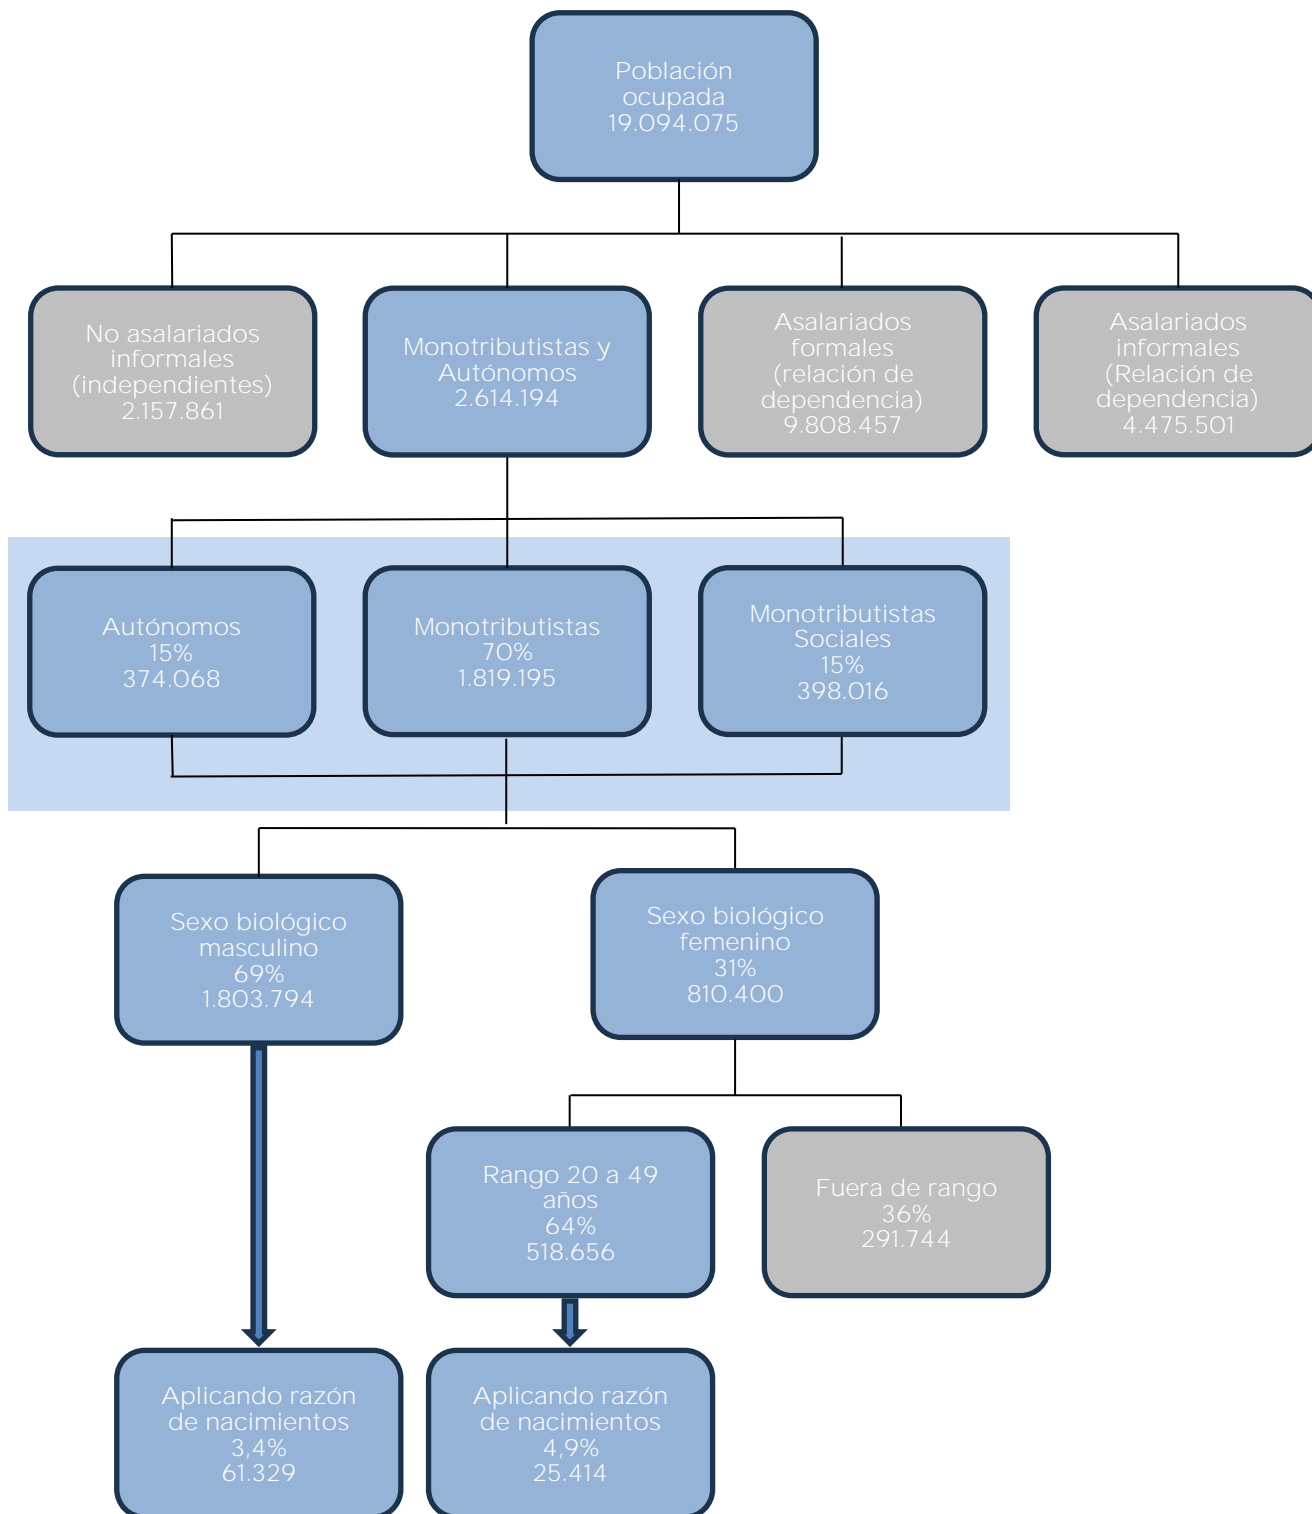 Población
ocupada
19.094.075
No asalariados
informales
(independientes)
2.157.861
Monotributistas y
Autónomos
2.614.194
Asalariados
formales
(relación de
dependencia)
9.808.457
Asalariados
informales
(Relación de
dependencia)
4.475.501
Autónomos
15%
374.068
Monotributistas
70%
1.819.195
Monotributistas
Sociales
15%
398.016
Sexo biológico
masculino
69%
1.803.794
Sexo biológico
femenino
31%
810.400
Rango 20 a 49
años
64%
518.656
Fuera de rango
36%
291.744
Aplicando razón
de nacimientos
3,4%
61.329
Aplicando razón
de nacimientos
4,9%
25.414